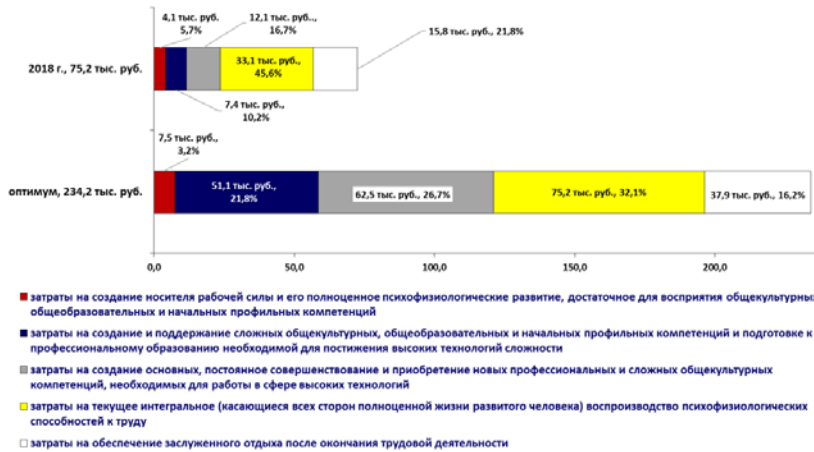 4,1 тыс. руб.
5,7%
12,1 тыс. руб..,
16,7%
15,8 тыс. руб., 21,8%
2018 г., 75,2 тыс. руб.
33,1 тыс. руб.,
45,6%
7,4 тыс. руб.,
10,2%
7,5 тыс. руб.,
3,2%
оптимум, 234,2 тыс. руб.
51,1 тыс. руб.,
21,8%
62,5 тыс. руб., 26,7%
75,2 тыс. руб., 32,1%
37,9 тыс. руб., 16,2%
0,0 50,0 100,0 150,0 200,0
затраты на создание носителя рабочей силы и его полноценное психофизиологические развитие, достаточное для восприятия общекультурных
общеобразовательных и начальных профильных компетенций
затраты на создание и поддержание сложных общекультурных, общеобразовательных и начальных профильных компетенций и подготовке к
профессиональному образованию необходимой для постижения высоких технологий сложности
затраты на создание основных, постоянное совершенствование и приобретение новых профессиональных и сложных общекультурных
компетенций, необходимых для работы в сфере высоких технологий
затраты на текущее интегральное (касающиеся всех сторон полноценной жизни развитого человека) воспроизводство психофизиологических
способностей к труду
затраты на обеспечение заслуженного отдыха после окончания трудовой деятельности